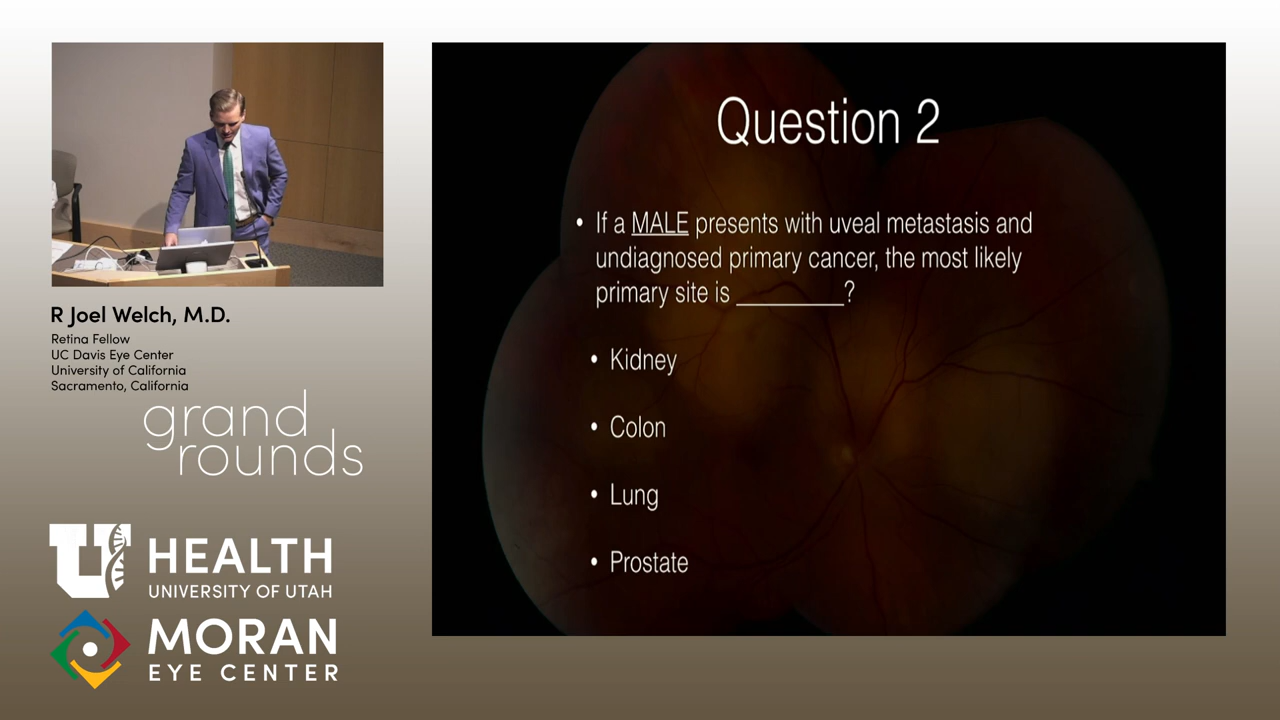 Question 2
• If a MALE presents with uveal metastasis and
undiagnosed primary cancer, the most likely
primary site is __________?
• Kidney
• Colon
• Lung
• Prostate
R Joel Welch, M.D.
Retina Fellow
UC Davis Eye Center
University of California
Sacramento, California
grand
rounds
U
HEALTH
UNIVERSITY OF UTAH
MORAN
EYE CENTER